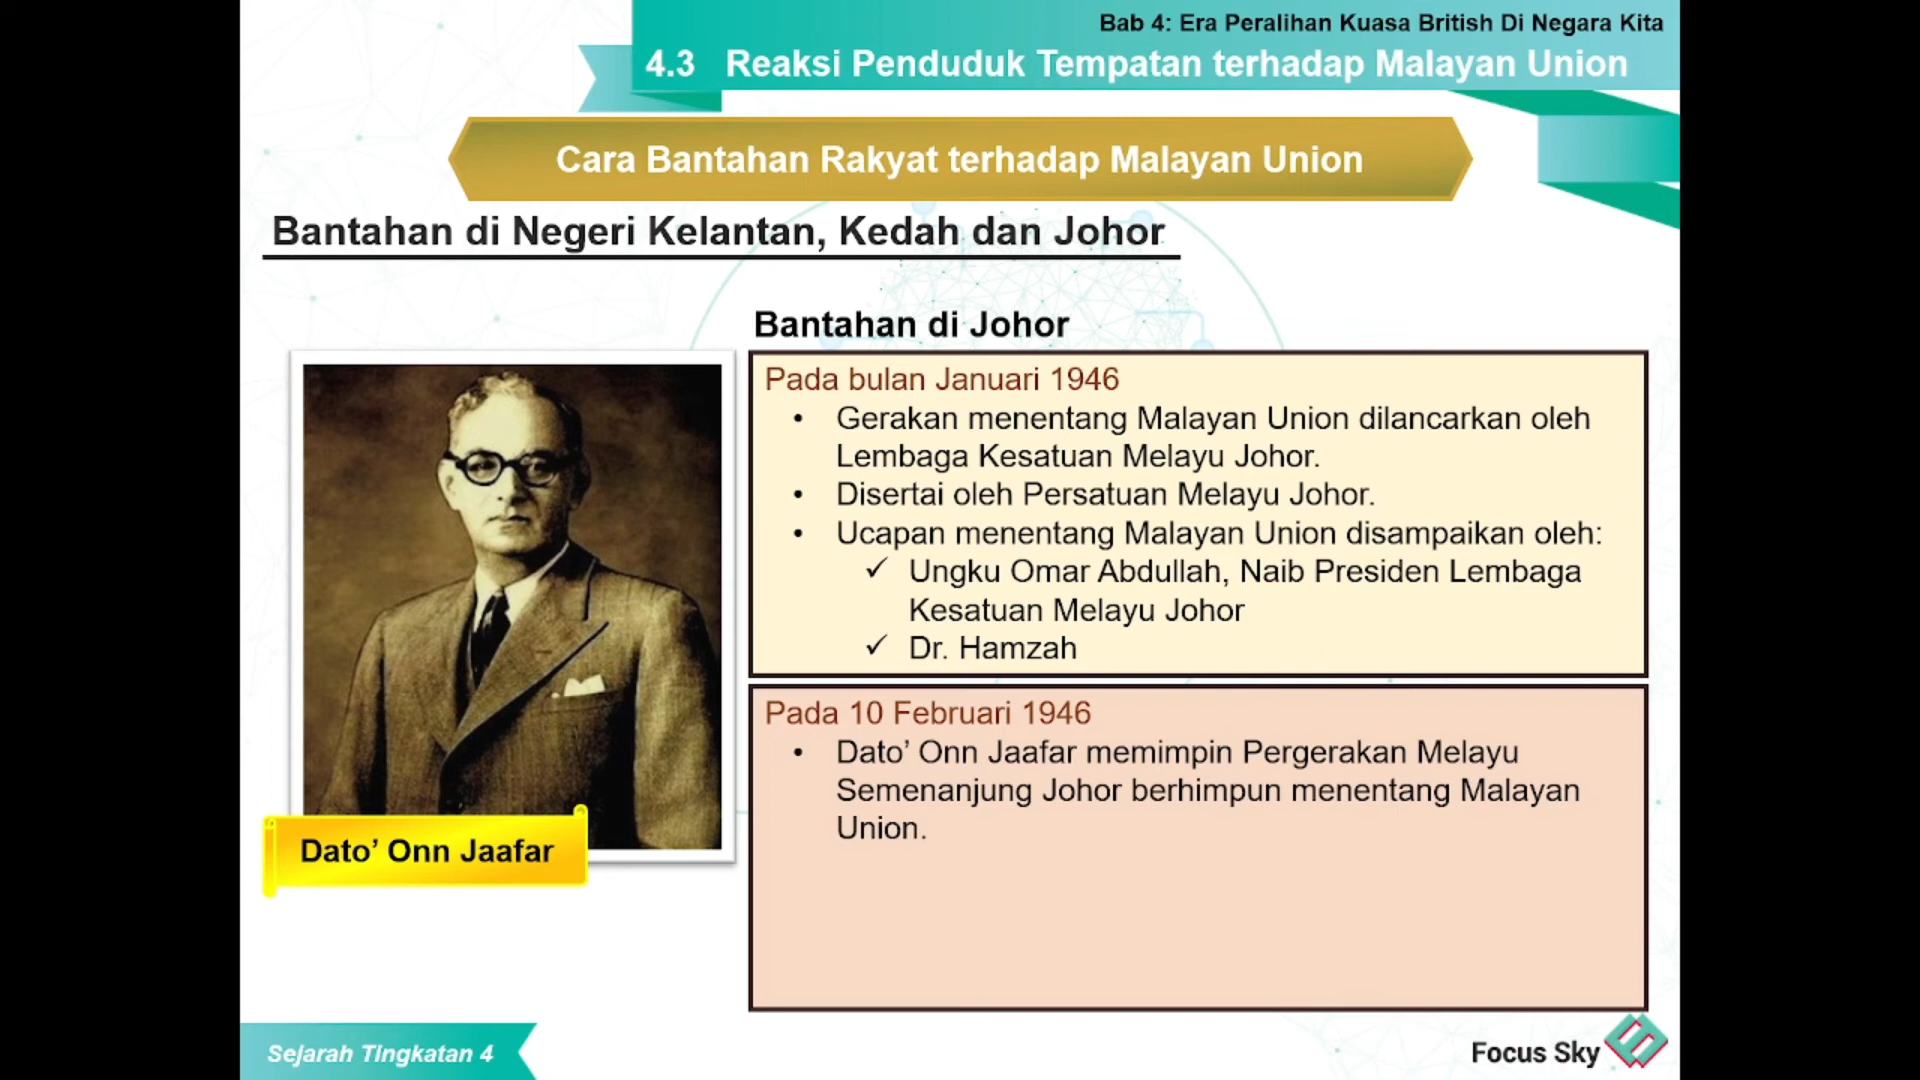 Bab 4: Era Peralihan Kuasa British Di Negara Kita
4.3 Reaksi Penduduk Tempatan terhadap Malayan Union
Cara Bantahan Rakyat terhadap Malayan Union
Bantahan di Negeri Kelantan, Kedah dan Johor
Bantahan di Johor
Pada bulan Januari 1946
• Gerakan menentang Malayan Union dilancarkan oleh
Lembaga Kesatuan Melayu Johor.
• Disertai oleh Persatuan Melayu Johor.
• Ucapan menentang Malayan Union disampaikan oleh:
✓ Ungku Omar Abdullah, Naib Presiden Lembaga
Kesatuan Melayu Johor
✓ Dr. Hamzah
Pada 10 Februari 1946
• Dato’ Onn Jaafar memimpin Pergerakan Melayu
Semenanjung Johor berhimpun menentang Malayan
Union.
Dato’ Onn Jaafar
Sejarah TIngkatan 4
Focus Sky